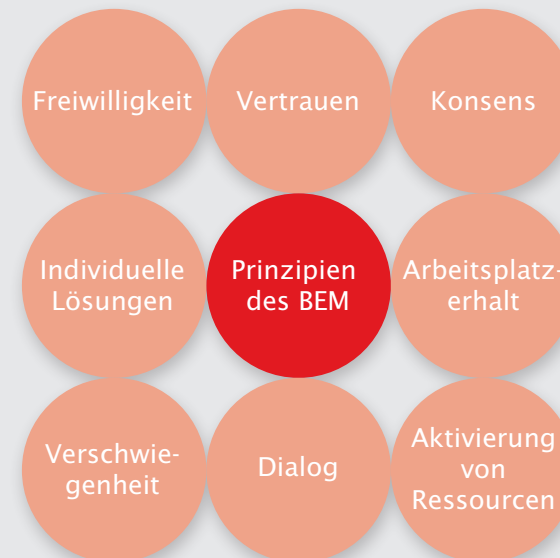 Freiwilligkeit
Vertrauen
Konsens
Individuelle
Lösungen
Prinzipien
des BEM
Arbeitsplatz-
erhalt
Verschwie-
genheit
Dialog
Aktivierung
von
Ressourcen